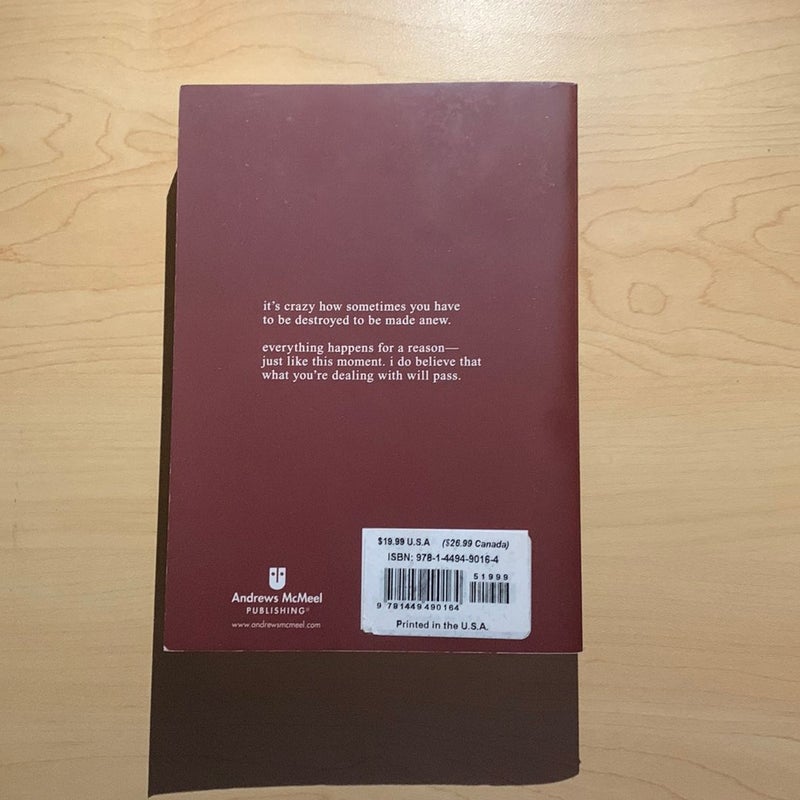 it's crazy how sometimes you have
to be destroyed to be made anew.
everything happens for a reason—
just like this moment. i do believe that
what you're dealing with will pass.
Andrews McMeel
PUBLISHING®
www.andrewsmcmeel.com
$19.99 U.S.A ($26.99 Canada)
ISBN: 978-1-4494-9016-4
51999
9 781449 490164
Printed in the U.S.A.